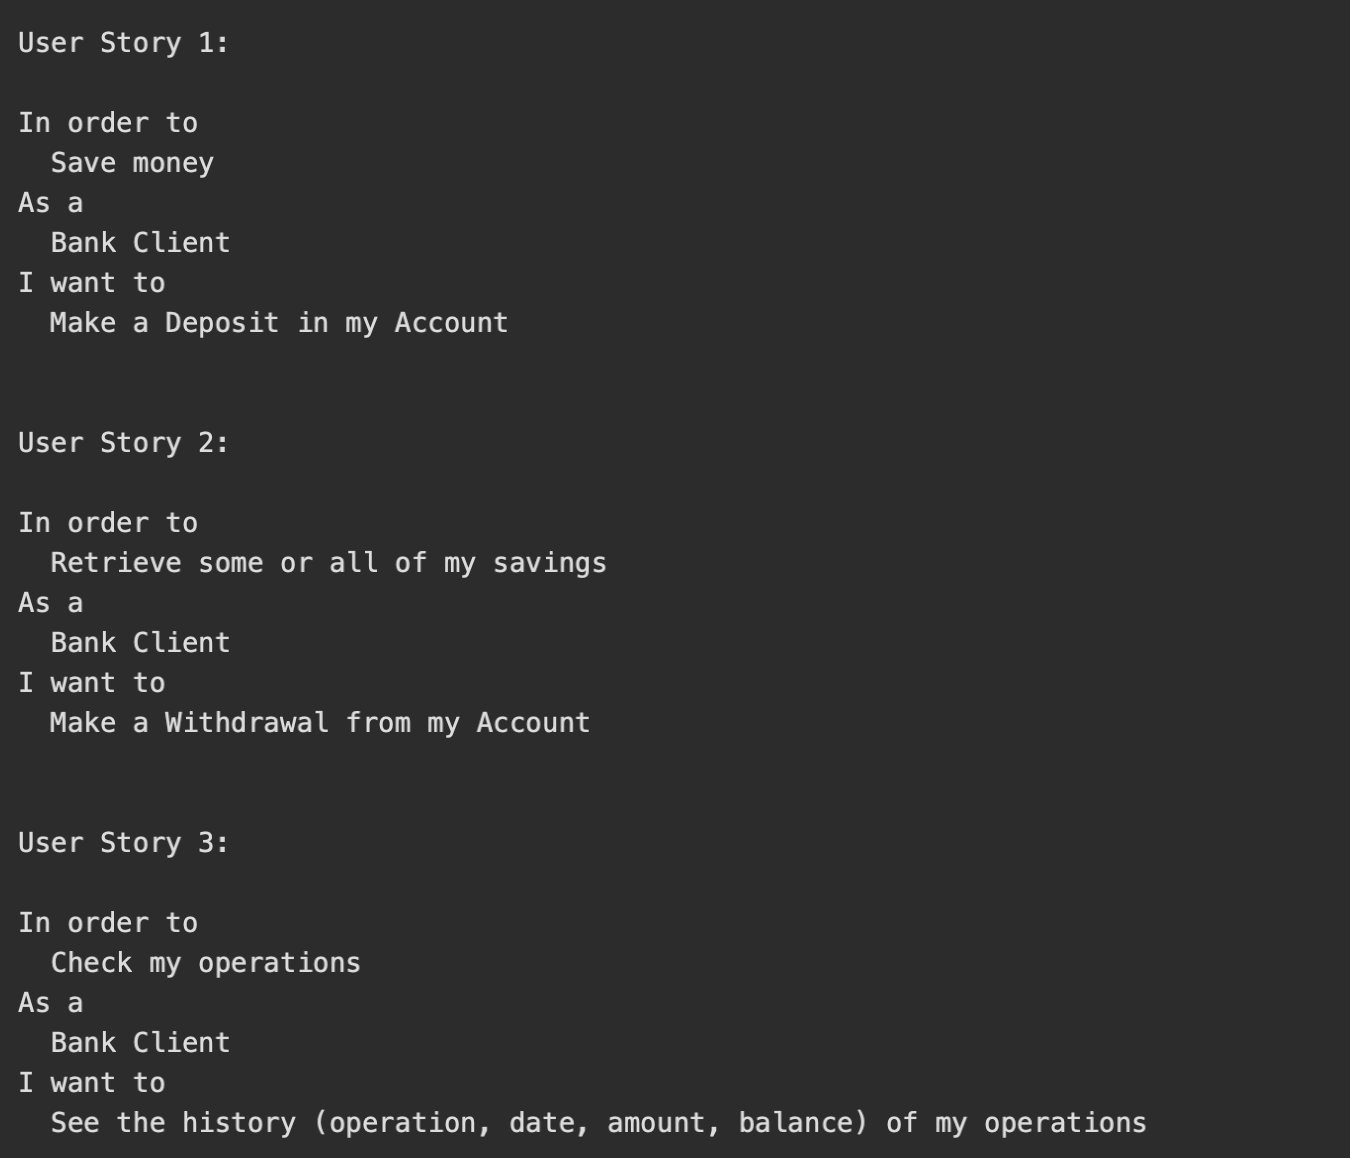 User Story 1:
In order to
Save money
As a
Bank Client
I want to
Make a Deposit in my Account
User Story 2:
In order to
Retrieve some or all of my savings
As a
Bank Client
I want to
Make a Withdrawal from my Account
User Story 3:
In order to
Check my operations
As a
Bank Client
I want to
See the history (operation, date, amount, balance) of my operations